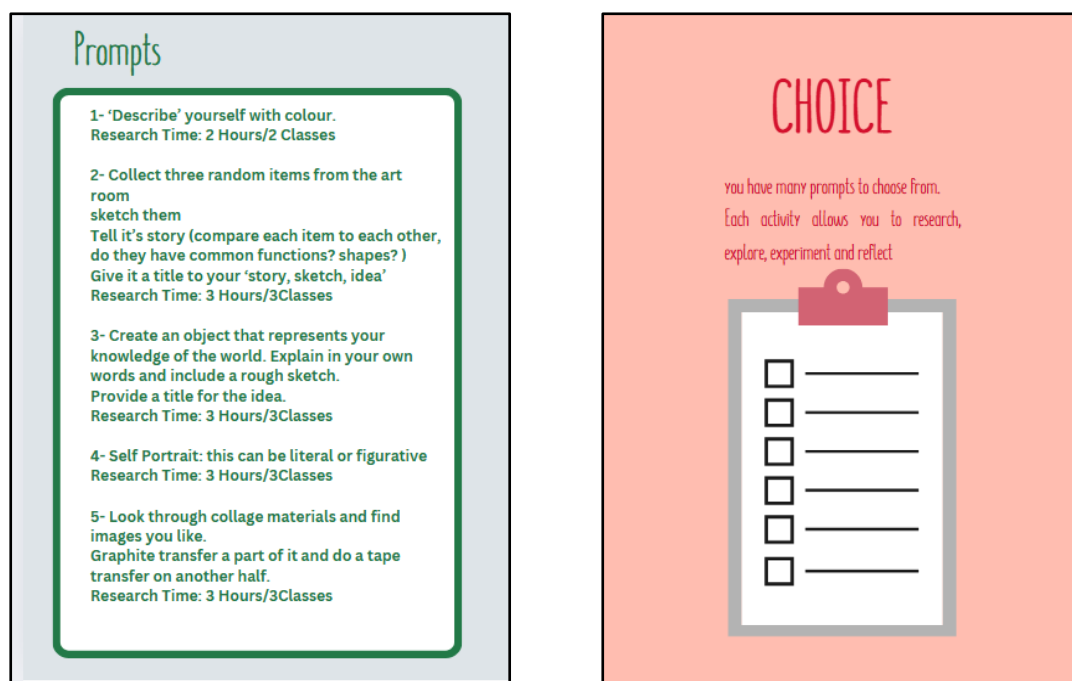 Prompts
1- ‘Describe’ yourself with colour.
Research Time: 2 Hours/2 Classes
2- Collect three random items from the art
room
sketch them
Tell it’s story (compare each item to each other,
do they have common functions? shapes? )
Give it a title to your ‘story, sketch, idea’
Research Time: 3 Hours/3Classes
3- Create an object that represents your
knowledge of the world. Explain in your own
words and include a rough sketch.
Provide a title for the idea.
Research Time: 3 Hours/3Classes
4- Self Portrait: this can be literal or figurative
Research Time: 3 Hours/3Classes
5- Look through collage materials and find
images you like.
Graphite transfer a part of it and do a tape
transfer on another half.
Research Time: 3 Hours/3Classes
CHOICE
you have many prompts to choose from.
Each activity allows you to research,
explore, experiment and reflect